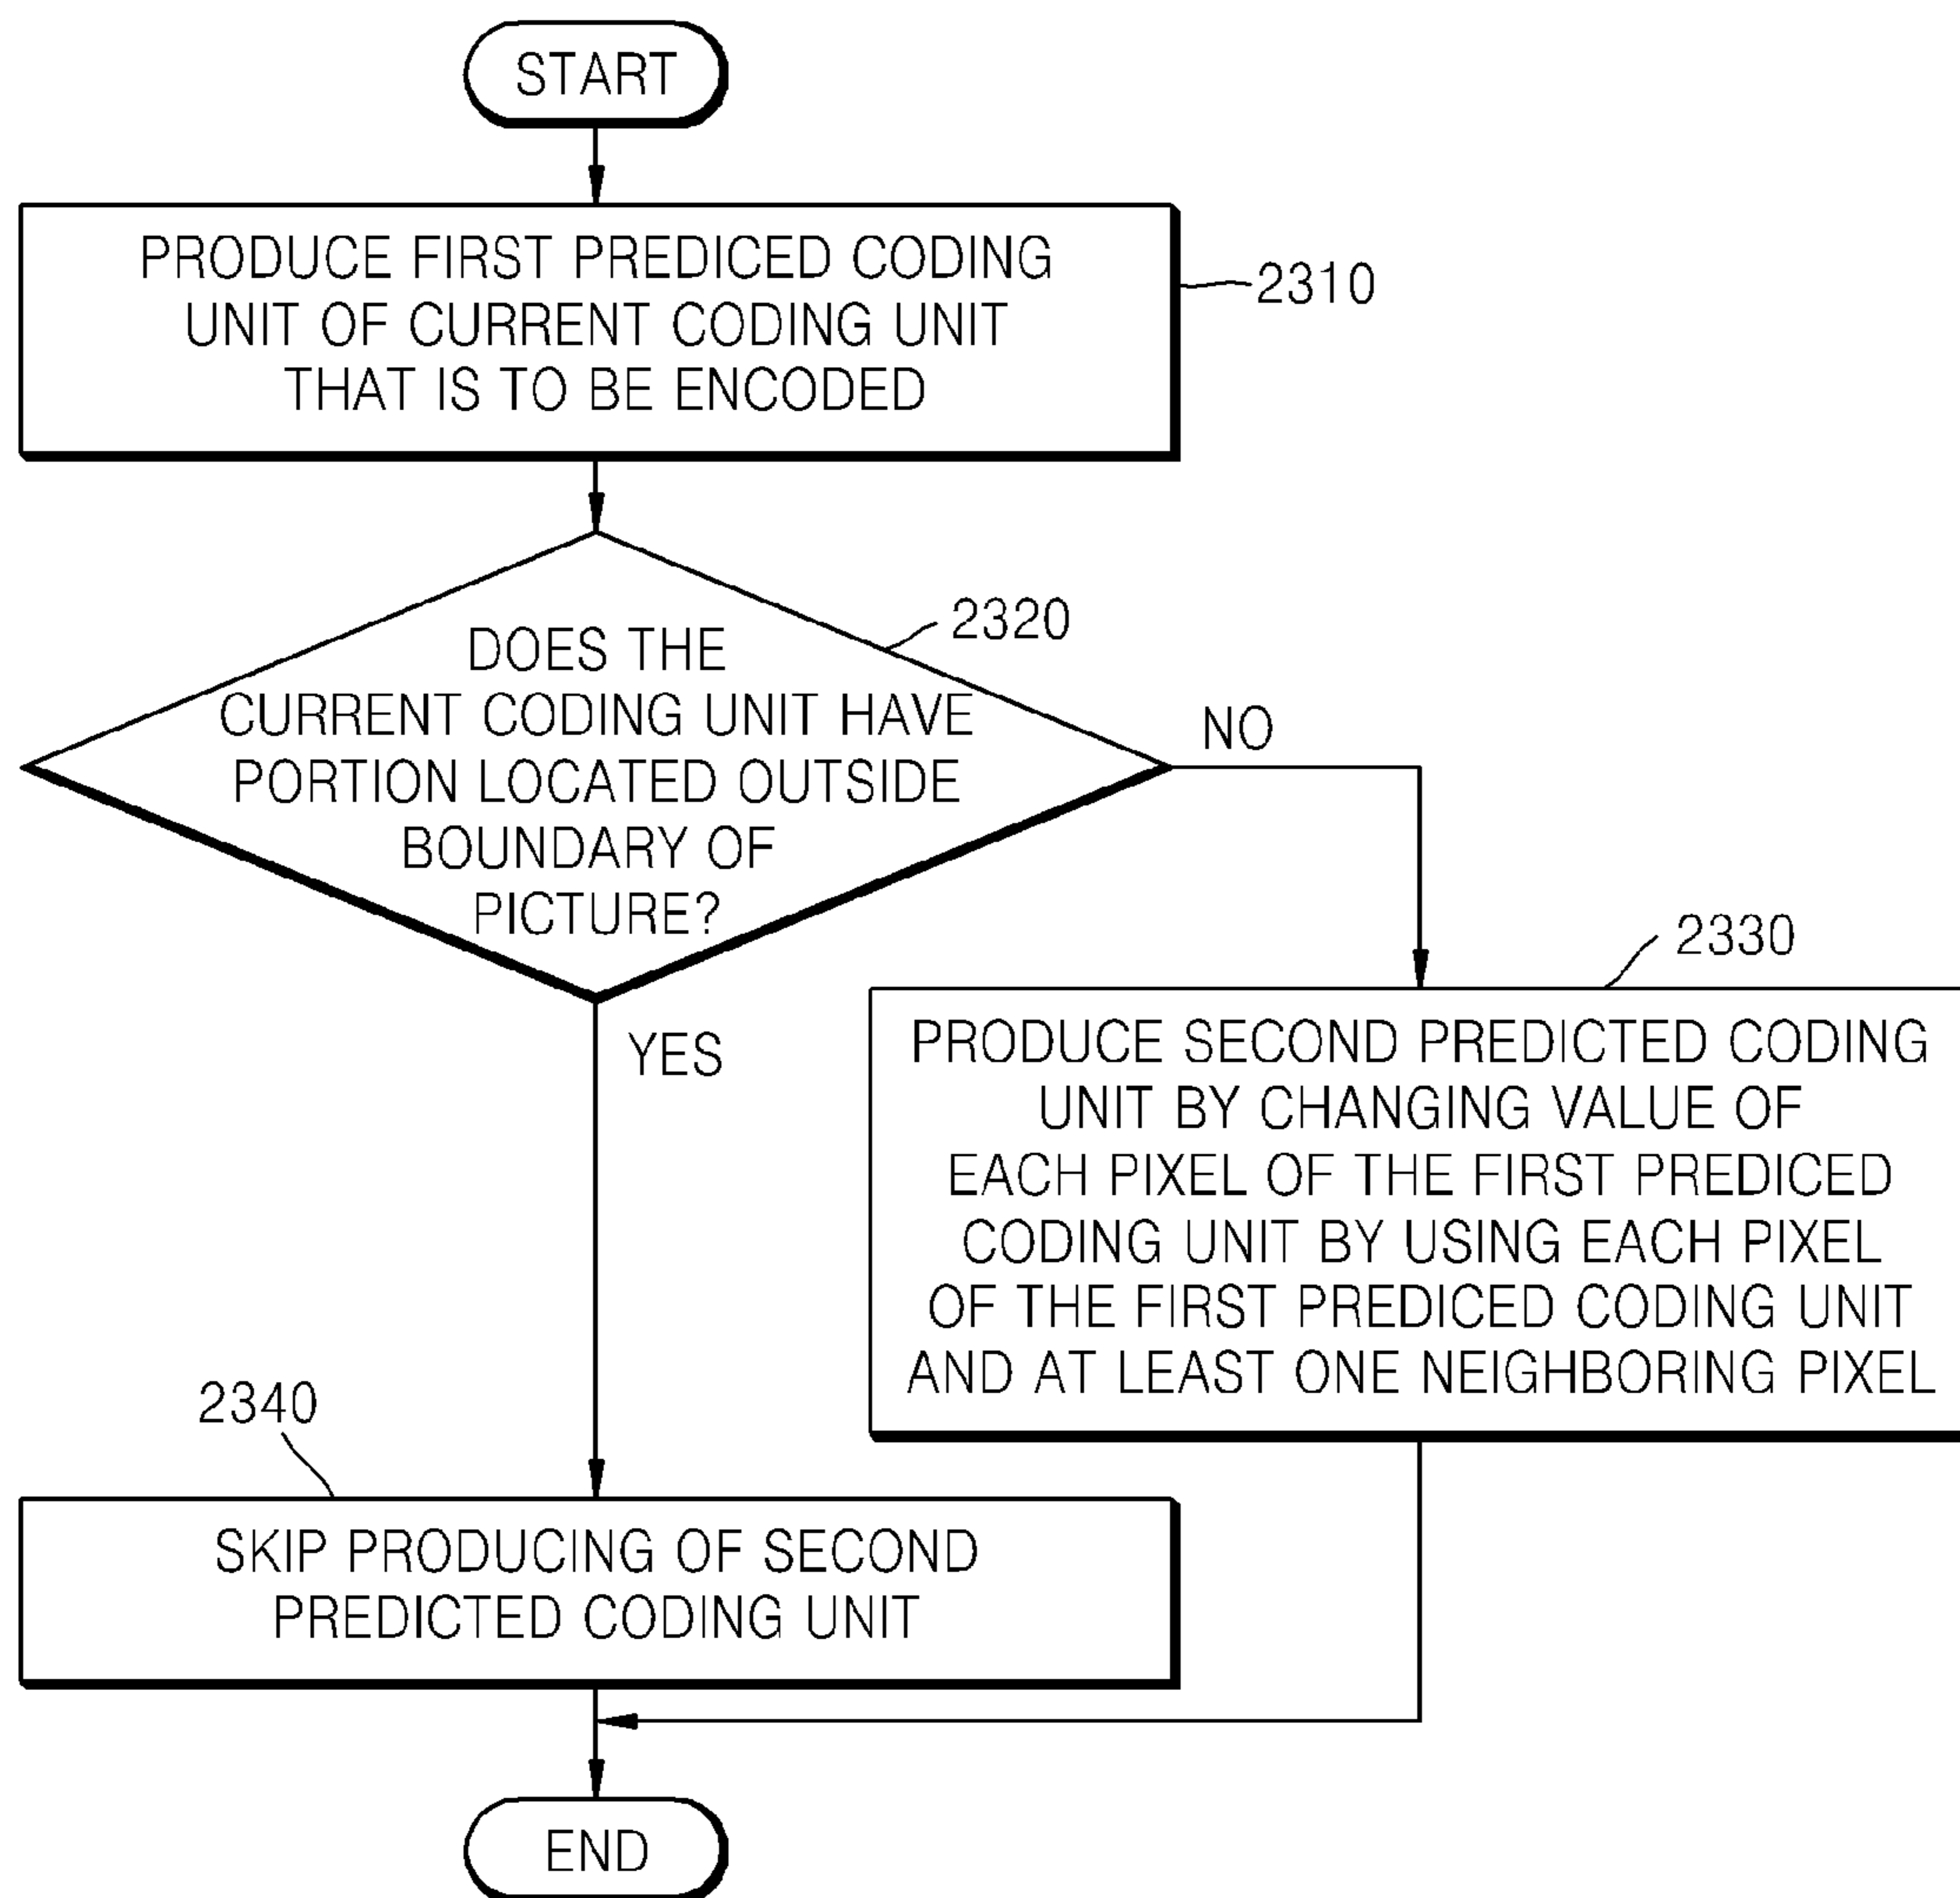 START
PRODUCE FIRST PREDICED CODING
UNIT OF CURRENT CODING UNIT
THAT IS TO BE ENCODED
2310
DOES THE
CURRENT CODING UNIT HAVE
PORTION LOCATED OUTSIDE
BOUNDARY OF
PICTURE?
2320
NO
YES
2330
PRODUCE SECOND PREDICTED CODING
UNIT BY CHANGING VALUE OF
EACH PIXEL OF THE FIRST PREDICED
CODING UNIT BY USING EACH PIXEL
OF THE FIRST PREDICED CODING UNIT
AND AT LEAST ONE NEIGHBORING PIXEL
2340
SKIP PRODUCING OF SECOND
PREDICTED CODING UNIT
END